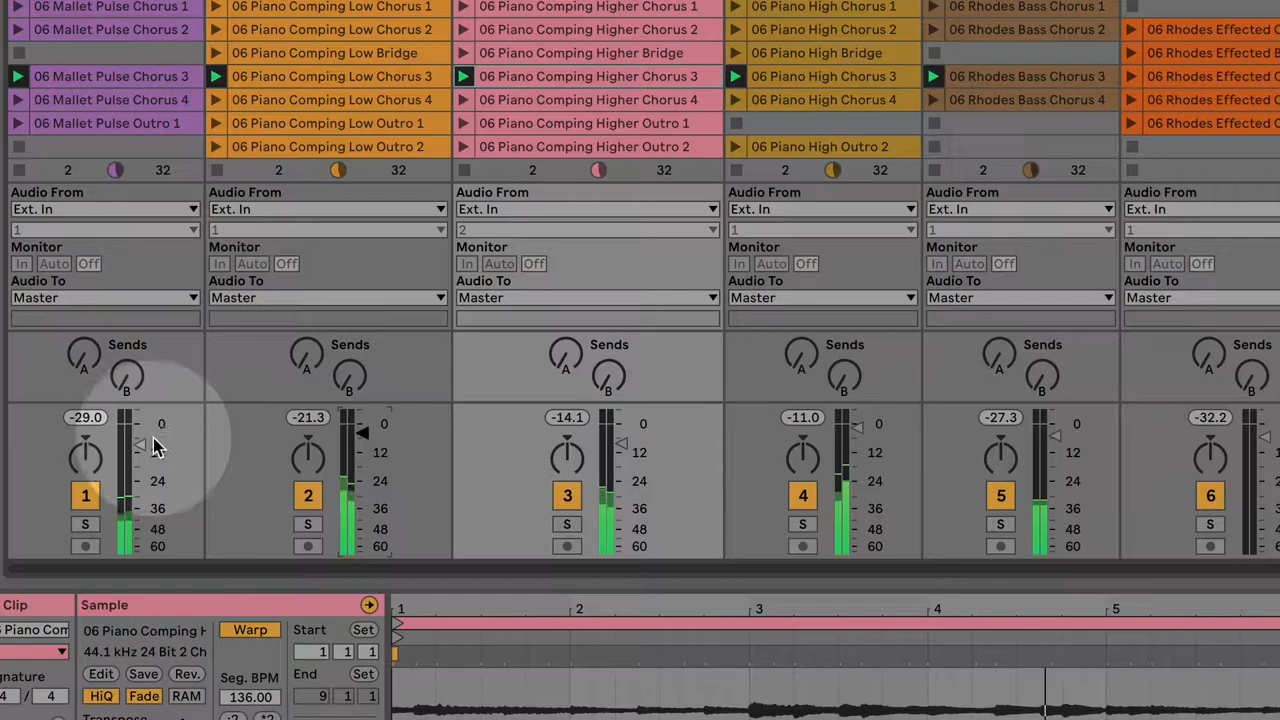 06 Mallet Pulse Chorus 1 06 Piano Comping Low Chorus 1 06 Piano Comping Higher Chorus 1 06 Piano High Chorus 1 06 Rhodes Bass Chorus 1
06 Mallet Pulse Chorus 2 06 Piano Comping Low Chorus 2 06 Piano Comping Higher Chorus 2 06 Piano High Chorus 2 06 Rhodes Bass Chorus 2 06 Rhodes Effected C
06 Piano Comping Low Bridge 06 Piano Comping Higher Bridge 06 Piano High Bridge 06 Rhodes Effected
06 Mallet Pulse Chorus 3 06 Piano Comping Low Chorus 3 06 Piano Comping Higher Chorus 3 06 Piano High Chorus 3 06 Rhodes Bass Chorus 3 06 Rhodes Effected C
06 Mallet Pulse Chorus 4 06 Piano Comping Low Chorus 4 06 Piano Comping Higher Chorus 4 06 Piano High Chorus 4 06 Rhodes Bass Chorus 4 06 Rhodes Effected C
06 Mallet Pulse Outro 1 06 Piano Comping Low Outro 1 06 Piano Comping Higher Outro 1 06 Rhodes Effected C
06 Piano Comping Low Outro 2 06 Piano Comping Higher Outro 2 06 Piano High Outro 2
2 32 2 32 2 32 2 32 2 32
Audio From Audio From Audio From Audio From Audio From Audio From
Ext. In Ext. In Ext. In Ext. In Ext. In Ext. In
1 1 2 1 1 1
Monitor Monitor Monitor Monitor Monitor Monitor
In Auto Off In Auto Off In Auto Off In Auto Off In Auto Off In Auto Off
Audio To Audio To Audio To Audio To Audio To Audio To
Master Master Master Master Master Master
Sends Sends Sends Sends Sends Sends
A A A A A A
B B B B B B
-29.0 0 -21.3 0 -14.1 0 -11.0 0 -27.3 0 -32.2 0
12 12 12 12 12 12
24 24 24 24 24 24
1 2 3 4 5 6
36 36 36 36 36 36
S 48 S 48 S 48 S 48 S 48 S 48
60 60 60 60 60 60
Clip Sample 1 2 3 4 5
Piano Com 06 Piano Comping H Warp Start Set
44.1 kHz 24 Bit 2 Ch 1 1 1
gnature Edit Save Rev. Seg. BPM End Set
4 / 4 HiQ Fade RAM 136.00 9 1 1
:2 *2